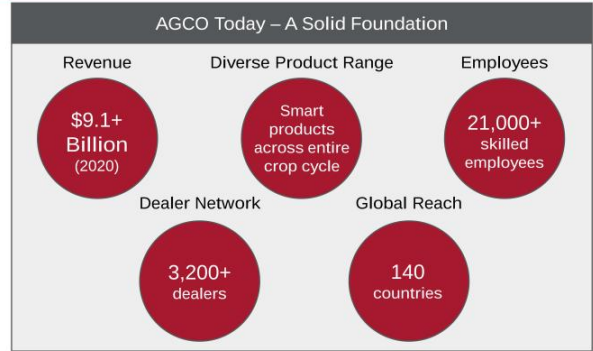 AGCO Today – A Solid Foundation
Revenue
$9.1+
Billion
(2020)
Diverse Product Range
Smart
products
across entire
crop cycle
Employees
21,000+
skilled
employees
Dealer Network
3,200+
dealers
Global Reach
140
countries